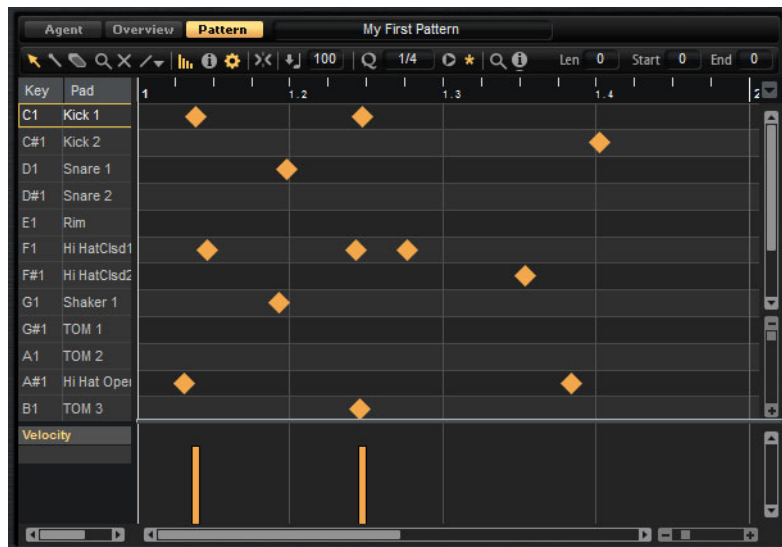 Agent Overview Pattern My First Pattern
100 Q 1/4 Len 0 Start 0 End 0
Key Pad 1 1.2 1.3 1.4 2
C1 Kick 1
C#1 Kick 2
D1 Snare 1
D#1 Snare 2
E1 Rim
F1 Hi HatClsd1
F#1 Hi HatClsd2
G1 Shaker 1
G#1 TOM 1
A1 TOM 2
A#1 Hi Hat Oper
B1 TOM 3
Velocity